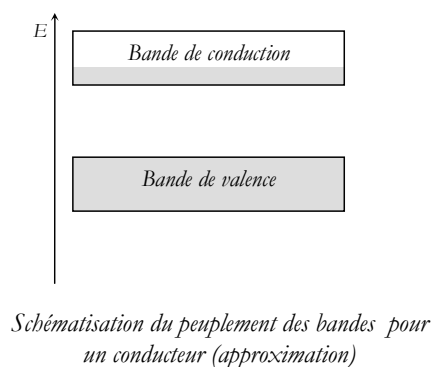 E
Bande de conduction
Bande de valence
Schématisation du peuplement des bandes pour
un conducteur (approximation)